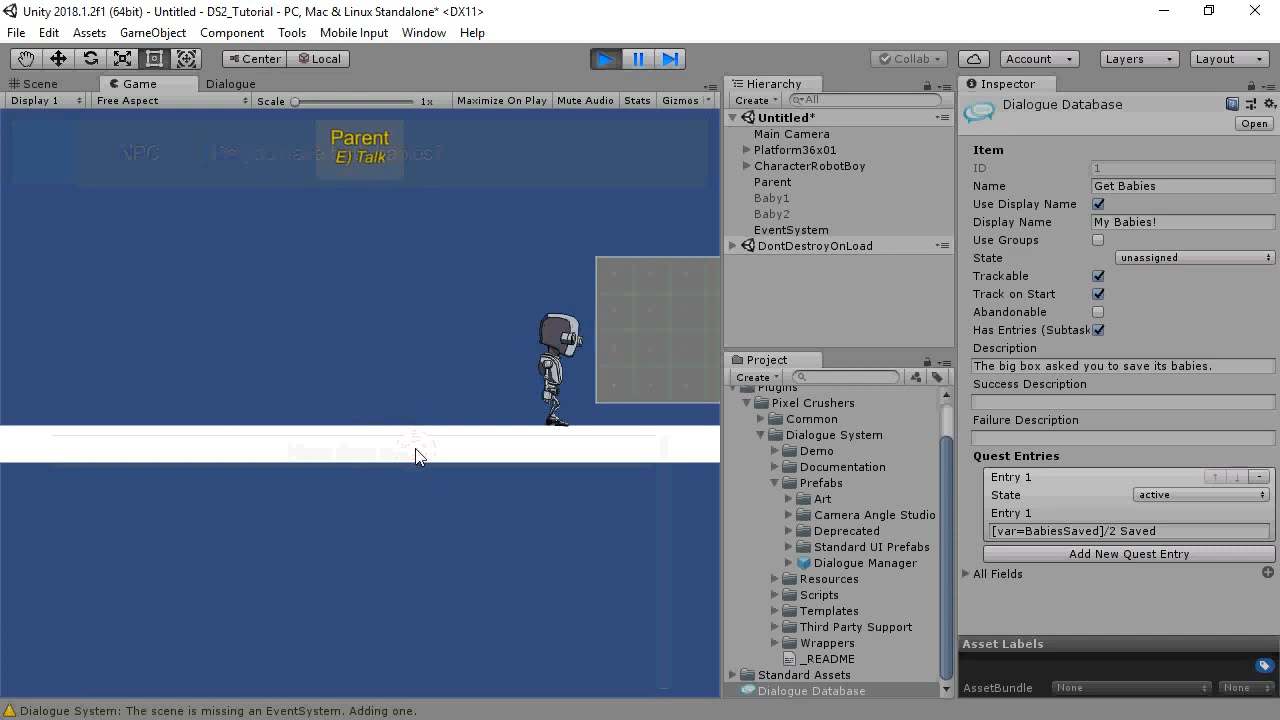 Unity 2018.1.2f1 (64bit) - Untitled - DS2_Tutorial - PC, Mac & Linux Standalone* <DX11>
File Edit Assets GameObject Component Tools Mobile Input Window Help
Center Local Collab Account Layers Layout
Scene Game Dialogue
Display 1 Free Aspect Scale 1x Maximize On Play Mute Audio Stats Gizmos
Parent
E) Talk
NPC
Hierarchy
Create All
Untitled*
Main Camera
Platform36x01
CharacterRobotBoy
Parent
Baby1
Baby2
EventSystem
DontDestroyOnLoad
Project
Create
Plugins
Pixel Crushers
Common
Dialogue System
Demo
Documentation
Prefabs
Art
Camera Angle Studio
Deprecated
Standard UI Prefabs
Dialogue Manager
Resources
Scripts
Templates
Third Party Support
Wrappers
_README
Standard Assets
Dialogue Database
Inspector
Dialogue Database
Open
Item
ID 1
Name Get Babies
Use Display Name
Display Name My Babies!
Use Groups
State unassigned
Trackable
Track on Start
Abandonable
Has Entries (Subtask
Description
The big box asked you to save its babies.
Success Description
Failure Description
Quest Entries
Entry 1
State active
Entry 1
[var=BabiesSaved]/2 Saved
Add New Quest Entry
All Fields
Asset Labels
AssetBundle None None
Dialogue System: The scene is missing an EventSystem. Adding one.